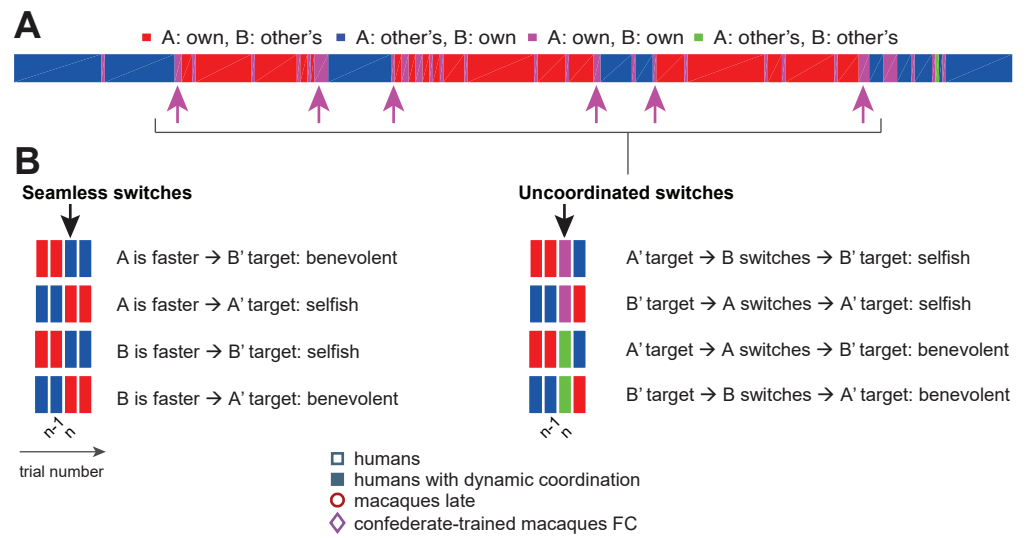 A
A: own, B: other's A: other's, B: own A: own, B: own A: other's, B: other's
B
Seamless switches
A is faster → B' target: benevolent
A is faster → A' target: selfish
B is faster → B' target: selfish
B is faster → A' target: benevolent
n-1 n
trial number
Uncoordinated switches
A' target → B switches → B' target: selfish
B' target → A switches → A' target: selfish
A' target → A switches → B' target: benevolent
B' target → B switches → A' target: benevolent
n-1 n
humans
humans with dynamic coordination
macaques late
confederate-trained macaques FC